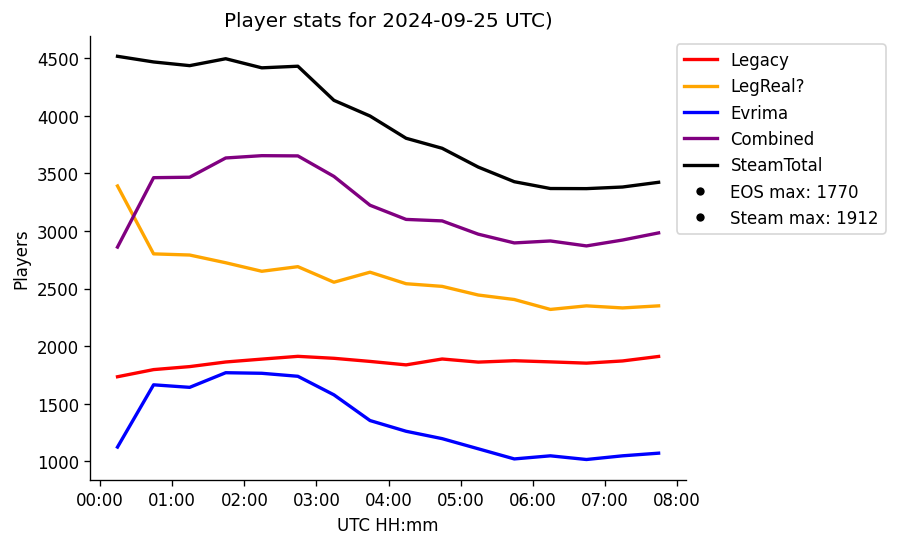 Player stats for 2024-09-25 UTC)
Legacy
LegReal?
Evrima
Combined
SteamTotal
EOS max: 1770
Steam max: 1912
Players
4500
4000
3500
3000
2500
2000
1500
1000
00:00 01:00 02:00 03:00 04:00 05:00 06:00 07:00 08:00
UTC HH:mm